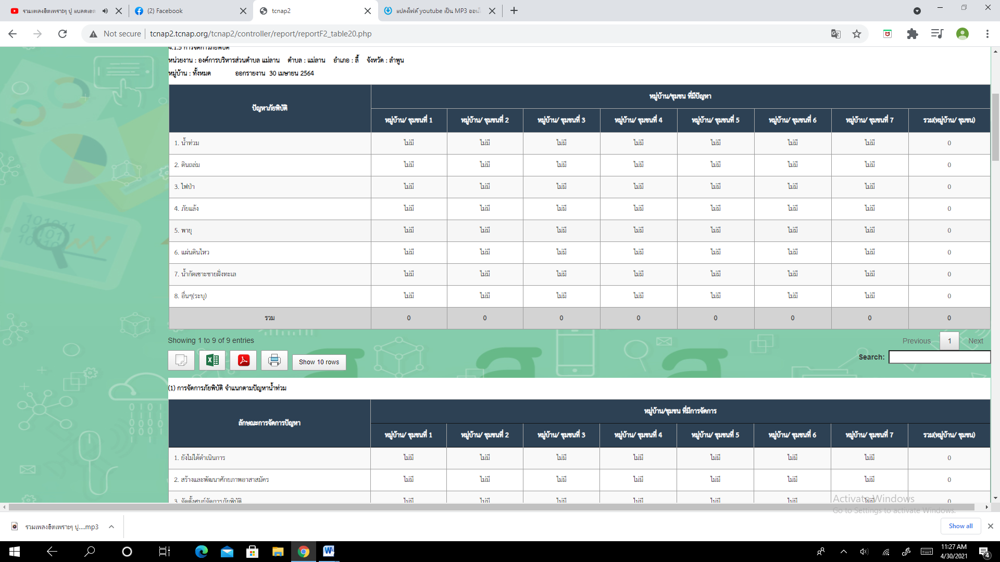 รวมเพลงฮิตเพราะๆ ปู แบลคเฮด
(2) Facebook
tcnap2
แปลงไฟล์ youtube เป็น MP3 ออนไ
Not secure
tcnap2.tcnap.org/tcnap2/controller/report/reportF2_table20.php
4.1.5 การจัดการภัยพิบัติ
หน่วยงาน : องค์การบริหารส่วนตำบล แม่ลาน ตำบล : แม่ลาน อำเภอ : ลี้ จังหวัด : ลำพูน
หมู่บ้าน : ทั้งหมด ออกรายงาน 30 เมษายน 2564
ปัญหาภัยพิบัติ หมู่บ้าน/ชุมชน ที่มีปัญหา
หมู่บ้าน/ ชุมชนที่ 1 หมู่บ้าน/ ชุมชนที่ 2 หมู่บ้าน/ ชุมชนที่ 3 หมู่บ้าน/ ชุมชนที่ 4 หมู่บ้าน/ ชุมชนที่ 5 หมู่บ้าน/ ชุมชนที่ 6 หมู่บ้าน/ ชุมชนที่ 7 รวม(หมู่บ้าน/ ชุมชน)
1. น้ำท่วม ไม่มี ไม่มี ไม่มี ไม่มี ไม่มี ไม่มี ไม่มี 0
2. ดินถล่ม ไม่มี ไม่มี ไม่มี ไม่มี ไม่มี ไม่มี ไม่มี 0
3. ไฟป่า ไม่มี ไม่มี ไม่มี ไม่มี ไม่มี ไม่มี ไม่มี 0
4. ภัยแล้ง ไม่มี ไม่มี ไม่มี ไม่มี ไม่มี ไม่มี ไม่มี 0
5. พายุ ไม่มี ไม่มี ไม่มี ไม่มี ไม่มี ไม่มี ไม่มี 0
6. แผ่นดินไหว ไม่มี ไม่มี ไม่มี ไม่มี ไม่มี ไม่มี ไม่มี 0
7. น้ำกัดเซาะชายฝั่งทะเล ไม่มี ไม่มี ไม่มี ไม่มี ไม่มี ไม่มี ไม่มี 0
8. อื่นๆ(ระบุ) ไม่มี ไม่มี ไม่มี ไม่มี ไม่มี ไม่มี ไม่มี 0
รวม 0 0 0 0 0 0 0 0
Showing 1 to 9 of 9 entries
Previous 1 Next
Show 10 rows
Search:
(1) การจัดการภัยพิบัติ จำแนกตามปัญหาน้ำท่วม
ลักษณะการจัดการปัญหา หมู่บ้าน/ชุมชน ที่มีการจัดการ
หมู่บ้าน/ ชุมชนที่ 1 หมู่บ้าน/ ชุมชนที่ 2 หมู่บ้าน/ ชุมชนที่ 3 หมู่บ้าน/ ชุมชนที่ 4 หมู่บ้าน/ ชุมชนที่ 5 หมู่บ้าน/ ชุมชนที่ 6 หมู่บ้าน/ ชุมชนที่ 7 รวม(หมู่บ้าน/ ชุมชน)
1. ยังไม่ได้ดำเนินการ ไม่มี ไม่มี ไม่มี ไม่มี ไม่มี ไม่มี ไม่มี 0
2. สร้างและพัฒนาศักยภาพอาสาสมัคร ไม่มี ไม่มี ไม่มี ไม่มี ไม่มี ไม่มี ไม่มี 0
3. จัดตั้งศูนย์จัดการภัยพิบัติ ไม่มี ไม่มี ไม่มี ไม่มี ไม่มี ไม่มี ไม่มี 0
Activate Windows
Go to Settings to activate Windows.
รวมเพลงฮิตเพราะๆ ปู....mp3
Show all
11:27 AM
4/30/2021
4